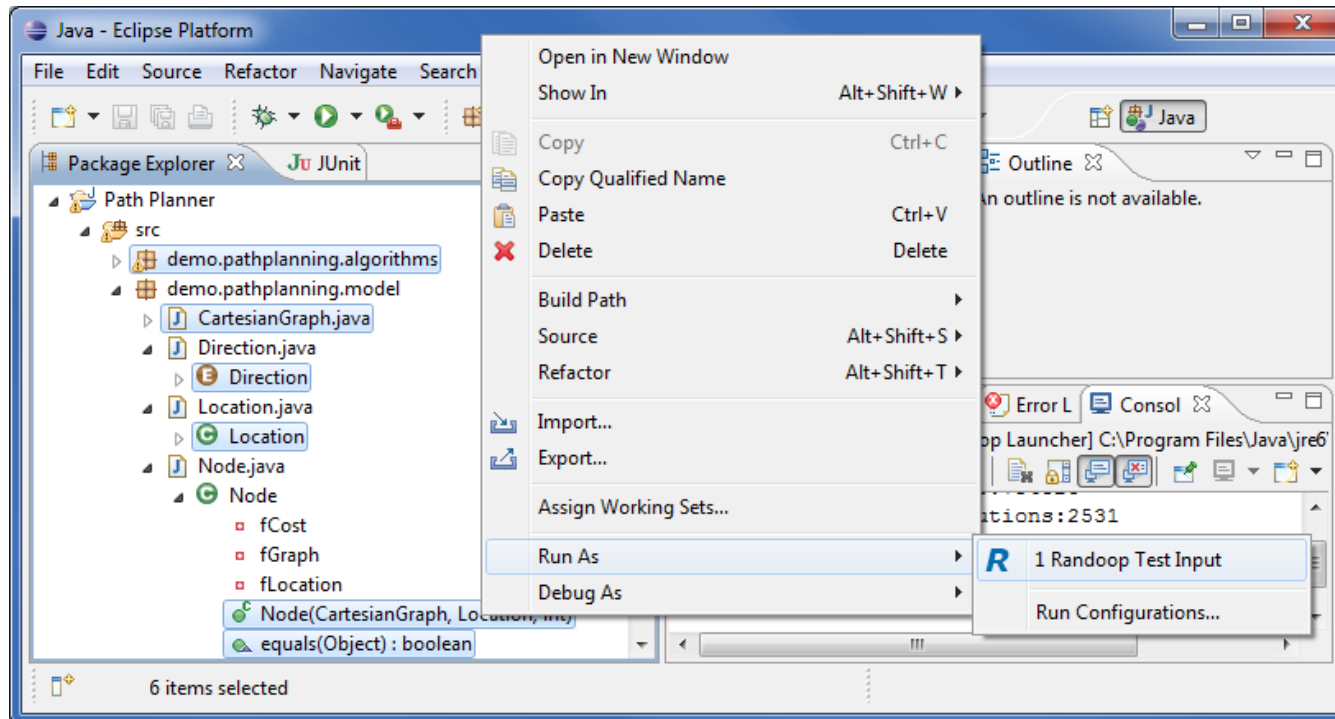 Java - Eclipse Platform
File Edit Source Refactor Navigate Search
Java
Package Explorer
JU JUnit
Path Planner
src
demo.pathplanning.algorithms
demo.pathplanning.model
J CartesianGraph.java
J Direction.java
E Direction
J Location.java
C Location
J Node.java
C Node
fCost
fGraph
fLocation
Node(CartesianGraph, Location, int)
equals(Object) : boolean
6 items selected
Open in New Window
Show In Alt+Shift+W
Copy Ctrl+C
Copy Qualified Name
Paste Ctrl+V
Delete Delete
Build Path
Source Alt+Shift+S
Refactor Alt+Shift+T
Import...
Export...
Assign Working Sets...
Run As
Debug As
R 1 Randoop Test Input
Run Configurations...
Outline
An outline is not available.
Error L
Consol
op Launcher] C:\Program Files\Java\jre6\
utions:2531